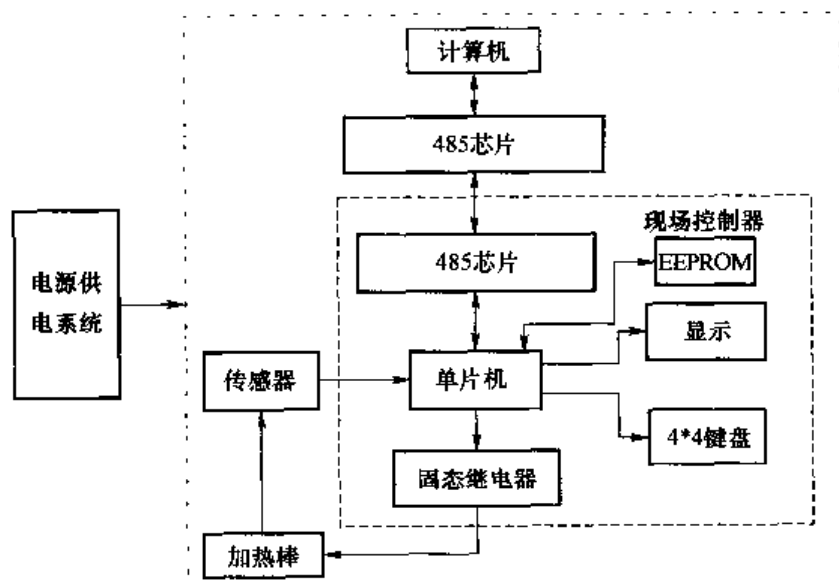 计算机
485芯片
现场控制器
485芯片
EEPROM
电源供
电系统
显示
传感器
单片机
4*4键盘
固态继电器
加热棒